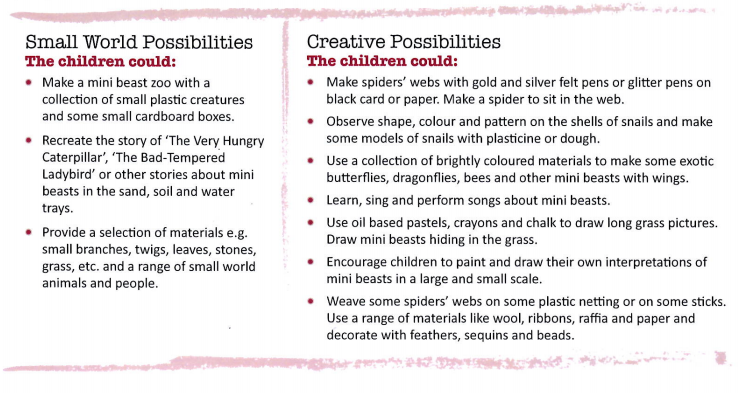 Small World Possibilities
The children could:
• Make a mini beast zoo with a
collection of small plastic creatures
and some small cardboard boxes.
• Recreate the story of 'The Very Hungry
Caterpillar', 'The Bad-Tempered
Ladybird' or other stories about mini
beasts in the sand, soil and water
trays.
• Provide a selection of materials e.g.
small branches, twigs, leaves, stones,
grass, etc. and a range of small world
animals and people.
Creative Possibilities
The children could:
• Make spiders' webs with gold and silver felt pens or glitter pens on
black card or paper. Make a spider to sit in the web.
• Observe shape, colour and pattern on the shells of snails and make
some models of snails with plasticine or dough.
• Use a collection of brightly coloured materials to make some exotic
butterflies, dragonflies, bees and other mini beasts with wings.
• Learn, sing and perform songs about mini beasts.
• Use oil based pastels, crayons and chalk to draw long grass pictures.
Draw mini beasts hiding in the grass.
• Encourage children to paint and draw their own interpretations of
mini beasts in a large and small scale.
• Weave some spiders' webs on some plastic netting or on some sticks.
Use a range of materials like wool, ribbons, raffia and paper and
decorate with feathers, sequins and beads.